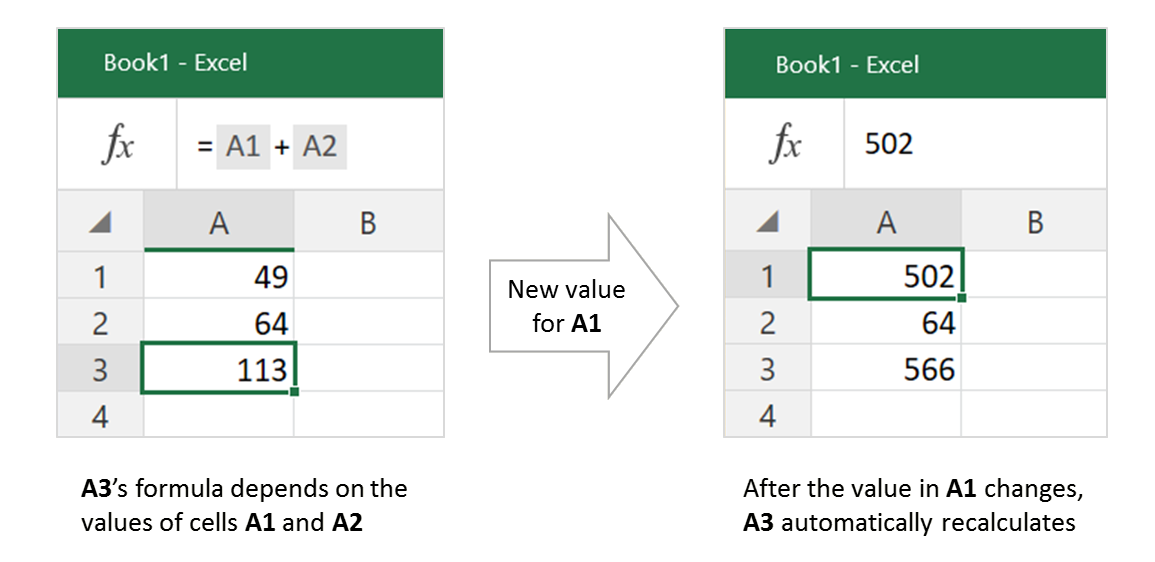 Book1 - Excel
fx = A1 + A2
A B
1 49
2 64
3 113
4
A3's formula depends on the
values of cells A1 and A2
New value
for A1
Book1 - Excel
fx 502
A B
1 502
2 64
3 566
4
After the value in A1 changes,
A3 automatically recalculates